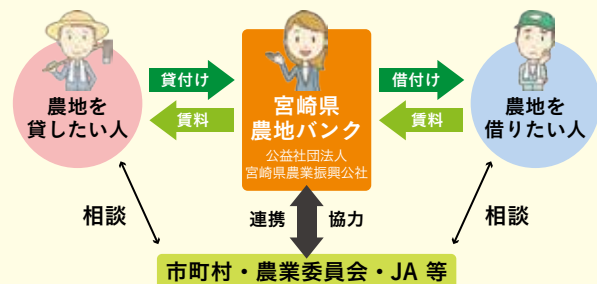 農地を
貸したい人
貸付け
賃料
宮崎県
農地バンク
公益社団法人
宮崎県農業振興公社
借付け
賃料
農地を
借りたい人
相談
連携
協力
相談
市町村・農業委員会・JA 等